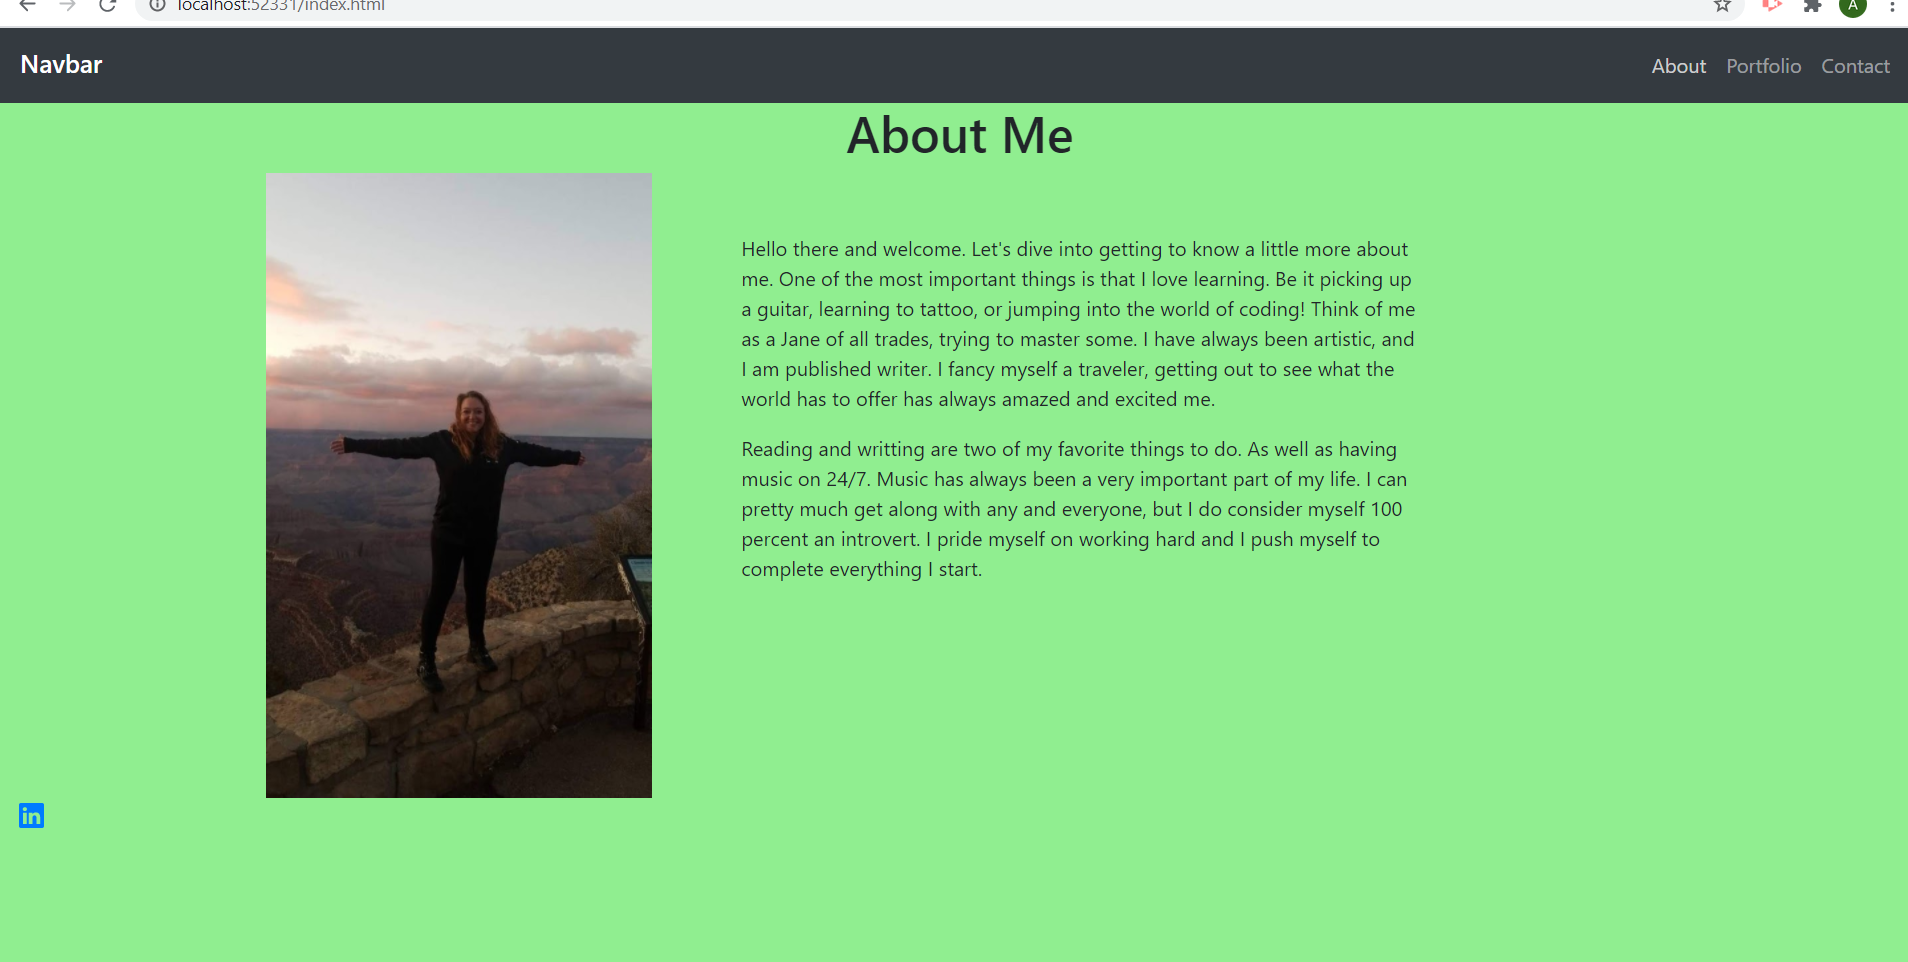 localhost:52331/index.html
A
Navbar
About Portfolio Contact
About Me
Hello there and welcome. Let's dive into getting to know a little more about
me. One of the most important things is that I love learning. Be it picking up
a guitar, learning to tattoo, or jumping into the world of coding! Think of me
as a Jane of all trades, trying to master some. I have always been artistic, and
I am published writer. I fancy myself a traveler, getting out to see what the
world has to offer has always amazed and excited me.
Reading and writting are two of my favorite things to do. As well as having
music on 24/7. Music has always been a very important part of my life. I can
pretty much get along with any and everyone, but I do consider myself 100
percent an introvert. I pride myself on working hard and I push myself to
complete everything I start.
in